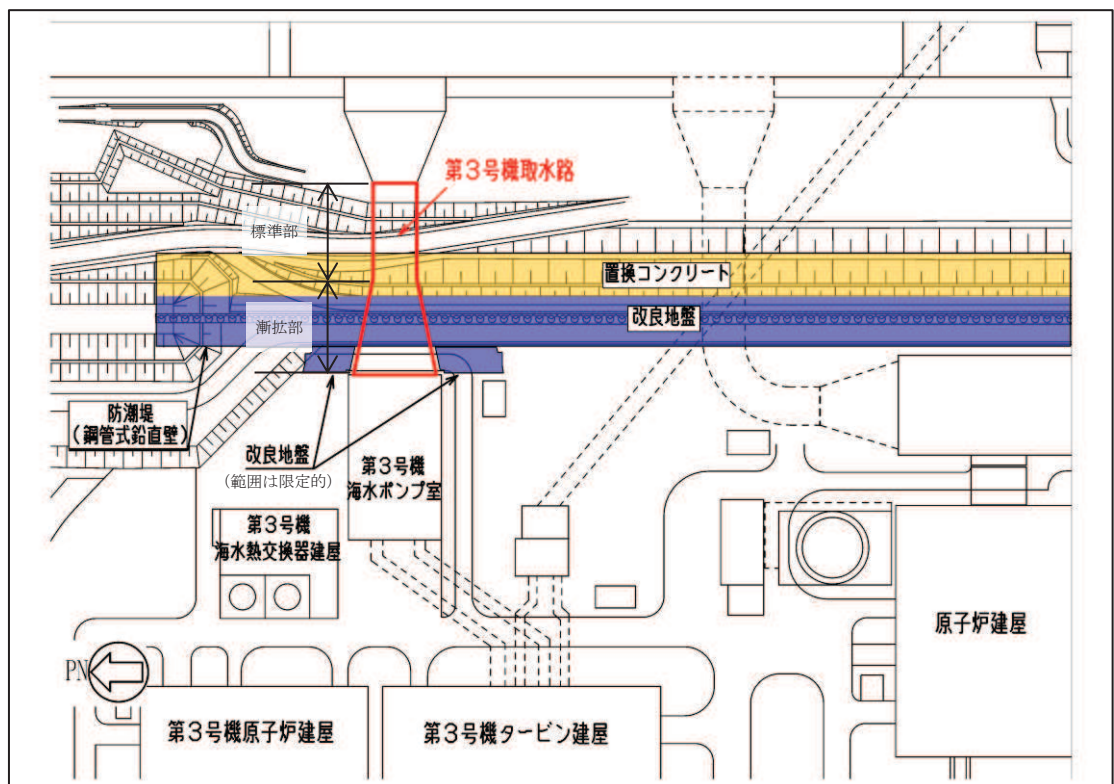 第3号機取水路
標準部
置換コンクリート
改良地盤
漸拡部
防潮堤
(鋼管式鉛直壁)
改良地盤
(範囲は限定的)
第3号機
海水ポンプ室
第3号機
海水熱交換器建屋
原子炉建屋
PN
第3号機原子炉建屋
第3号機タービン建屋